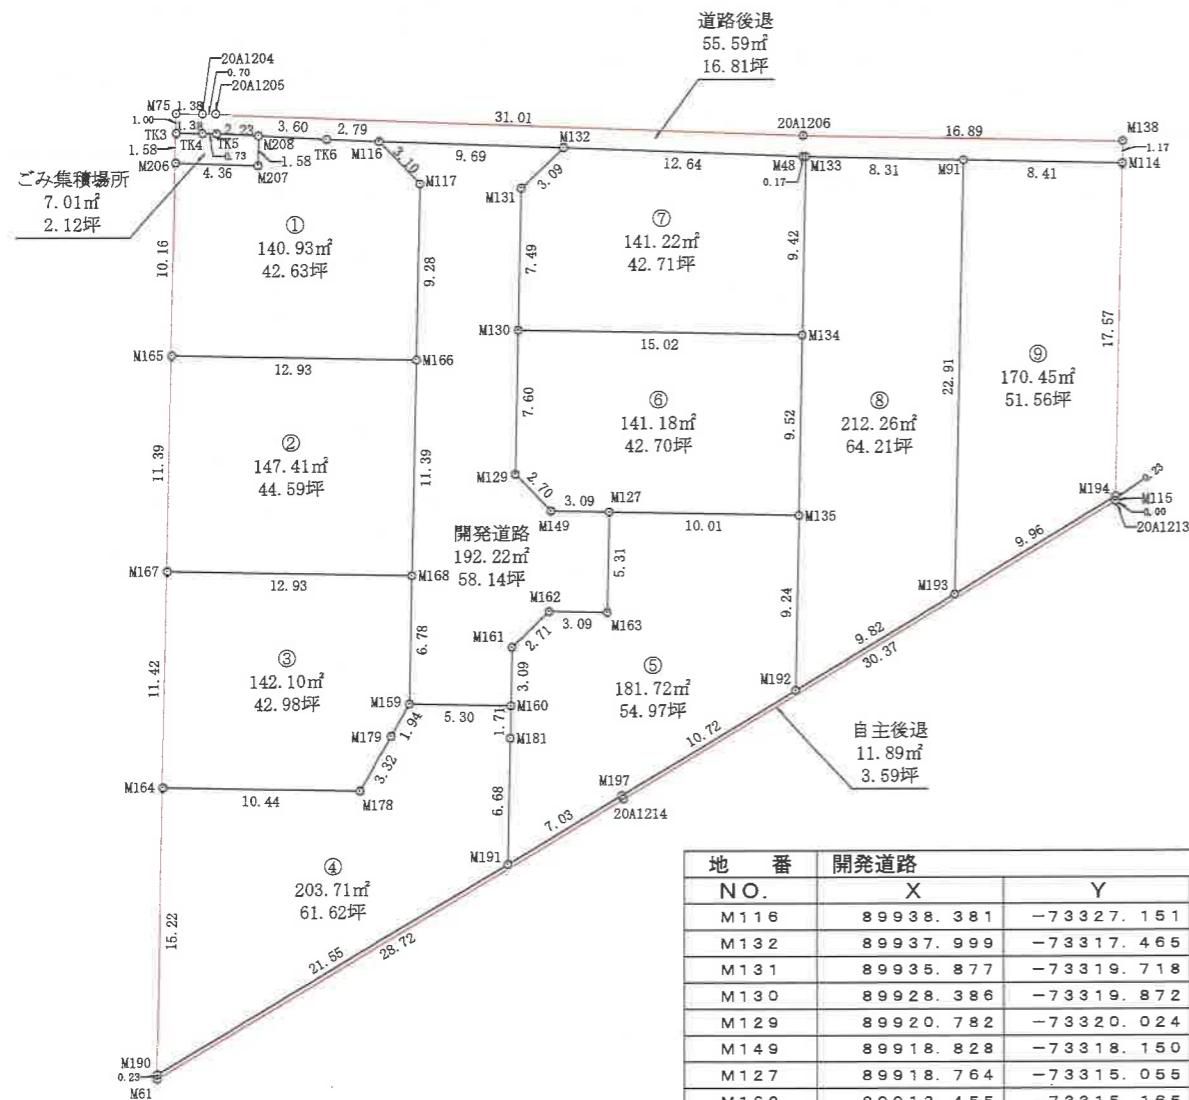 道路後退
55.59㎡
16.81坪
20A1204
0.70
20A1205
M75
1.38
31.01
20A1206
16.89
M138
1.00
TK3
TK4
TK5
2.23
M208
3.60
TK6
2.79
M116
9.69
M132
12.64
M48
M133
8.31
M91
8.41
1.17
M114
0.17
1.58
0.73
1.58
3.10
3.09
M206
4.36
M207
M117
M131
ごみ集積場所
7.01㎡
2.12坪
①
140.93㎡
42.63坪
⑦
141.22㎡
42.71坪
10.16
9.28
7.49
9.42
M130
15.02
M134
M165
12.93
M166
17.57
⑨
170.45㎡
51.56坪
22.91
⑧
212.26㎡
64.21坪
⑥
141.18㎡
42.70坪
7.60
9.52
②
147.41㎡
44.59坪
11.39
11.39
M129
2.70
3.09
M127
M149
10.01
M135
M194
0.23
M115
0.00
20A1213
開発道路
192.22㎡
58.14坪
5.31
9.96
M167
12.93
M168
M162
3.09
M163
M193
M161
2.71
9.24
9.82
30.37
6.78
3.09
③
142.10㎡
42.98坪
⑤
181.72㎡
54.97坪
11.42
M192
M159
5.30
M160
1.94
1.71
M179
M181
10.72
自主後退
11.89㎡
3.59坪
3.32
M164
10.44
M178
M197
20A1214
6.68
7.03
M191
④
203.71㎡
61.62坪
15.22
21.55
28.72
M190
0.23
M61
地 番 開発道路
NO. X Y
M116 89938.381 -73327.151
M132 89937.999 -73317.465
M131 89935.877 -73319.718
M130 89928.386 -73319.872
M129 89920.782 -73320.024
M149 89918.828 -73318.150
M127 89918.764 -73315.055